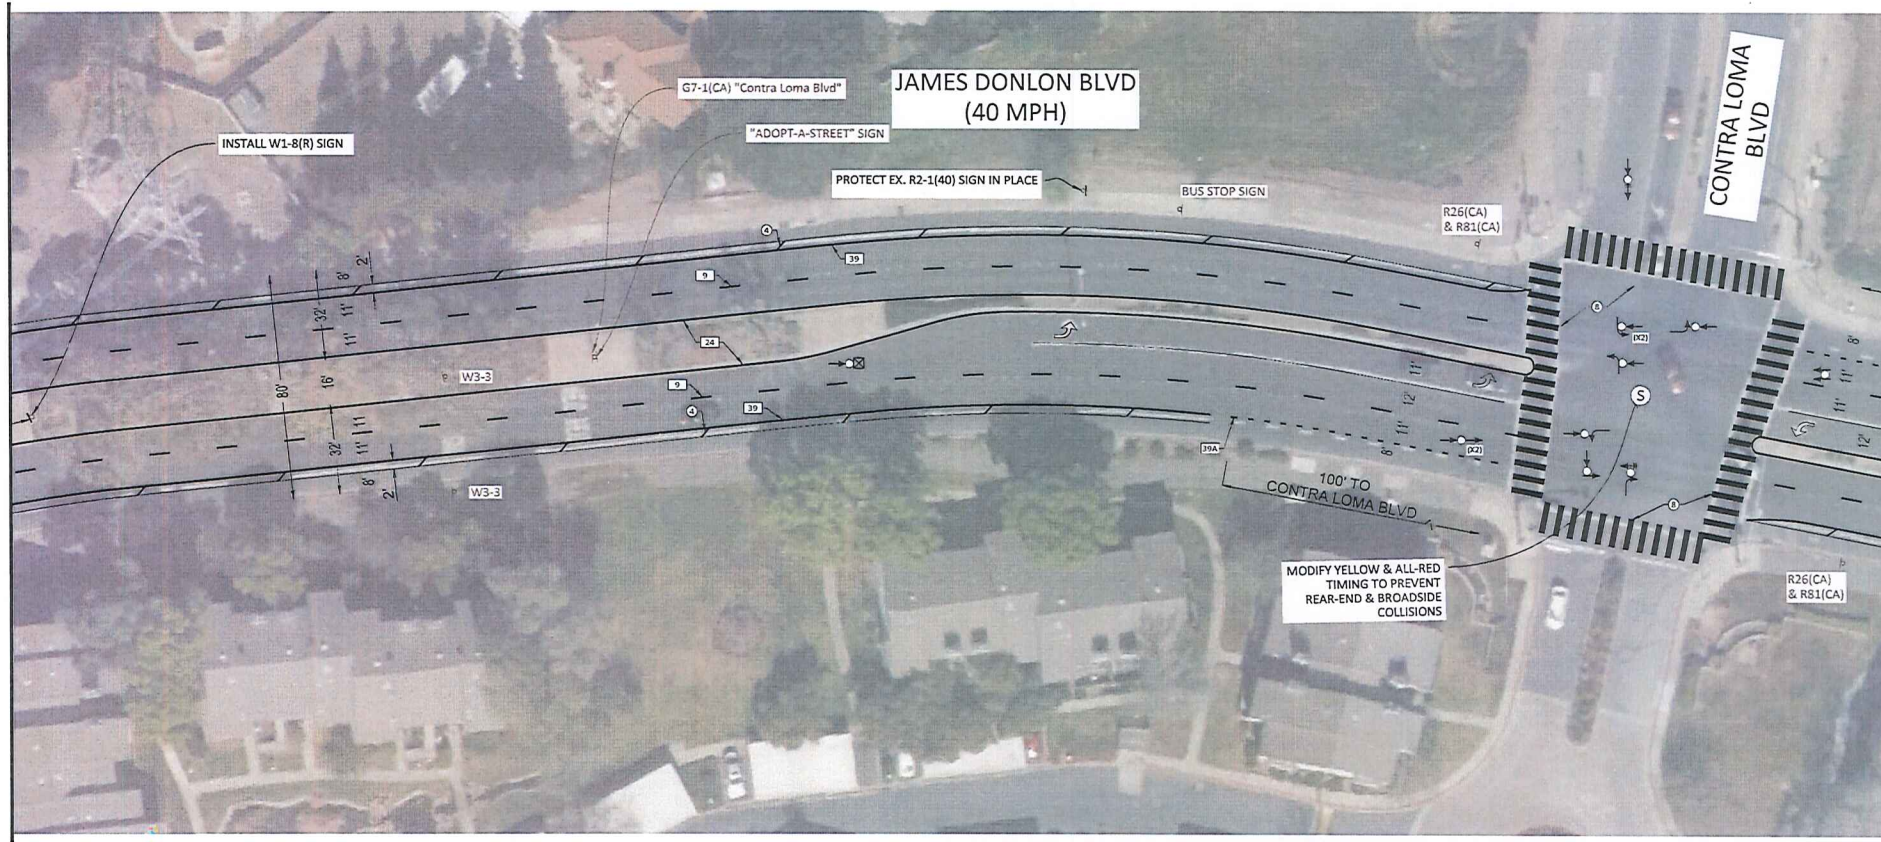 JAMES DONLON BLVD
(40 MPH)
CONTRA LOMA
BLVD
G7-1(CA) "Contra Loma Blvd"
"ADOPT-A-STREET" SIGN
INSTALL W1-8(R) SIGN
PROTECT EX. R2-1(40) SIGN IN PLACE
BUS STOP SIGN
R26(CA)
& R81(CA)
4
39
9
2'
8'
32'
11'
11'
80'
16'
24
W3-3
9
4
39
11
11'
32'
8'
2'
W3-3
11'
12'
11'
8'
39A
100' TO
CONTRA LOMA BLVD
(X2)
8
(X2)
S
8
8'
11'
11'
12'
MODIFY YELLOW & ALL-RED
TIMING TO PREVENT
REAR-END & BROADSIDE
COLLISIONS
R26(CA)
& R81(CA)